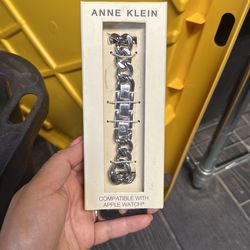 ANNE KLEIN
COMPATIBLE WITH
APPLE WATCH®